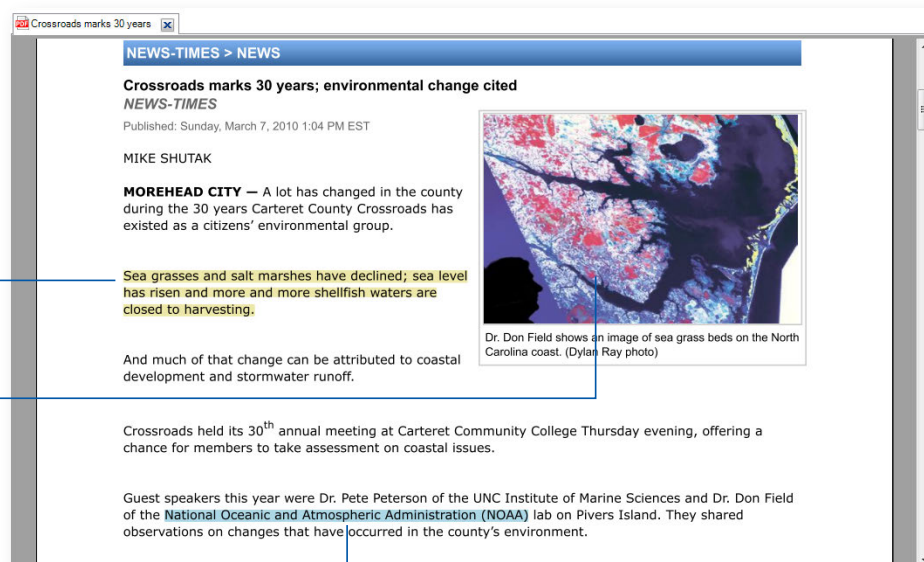 Crossroads marks 30 years
NEWS-TIMES > NEWS
Crossroads marks 30 years; environmental change cited
NEWS-TIMES
Published: Sunday, March 7, 2010 1:04 PM EST
MIKE SHUTAK
MOREHEAD CITY — A lot has changed in the county
during the 30 years Carteret County Crossroads has
existed as a citizens’ environmental group.
Sea grasses and salt marshes have declined; sea level
has risen and more and more shellfish waters are
closed to harvesting.
Dr. Don Field shows an image of sea grass beds on the North
Carolina coast. (Dylan Ray photo)
And much of that change can be attributed to coastal
development and stormwater runoff.
Crossroads held its 30th annual meeting at Carteret Community College Thursday evening, offering a
chance for members to take assessment on coastal issues.
Guest speakers this year were Dr. Pete Peterson of the UNC Institute of Marine Sciences and Dr. Don Field
of the National Oceanic and Atmospheric Administration (NOAA) lab on Pivers Island. They shared
observations on changes that have occurred in the county’s environment.